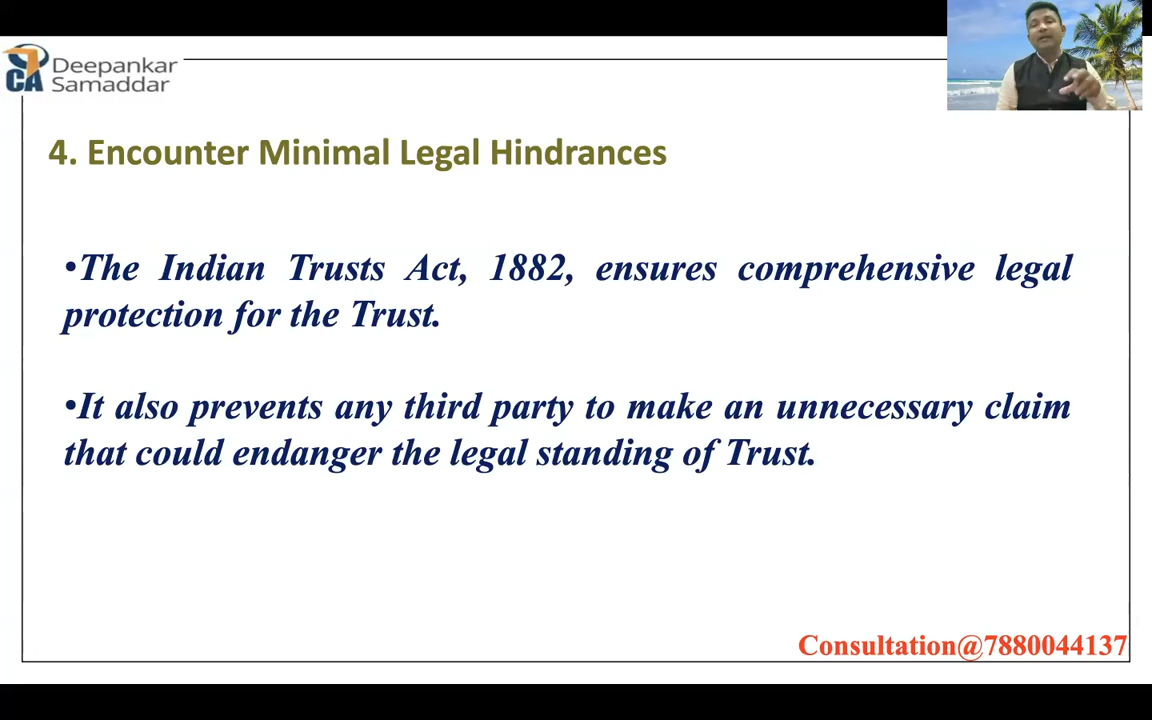 CA
Deepankar
Samaddar
4. Encounter Minimal Legal Hindrances
•The Indian Trusts Act, 1882, ensures comprehensive legal
protection for the Trust.
•It also prevents any third party to make an unnecessary claim
that could endanger the legal standing of Trust.
Consultation@7880044137